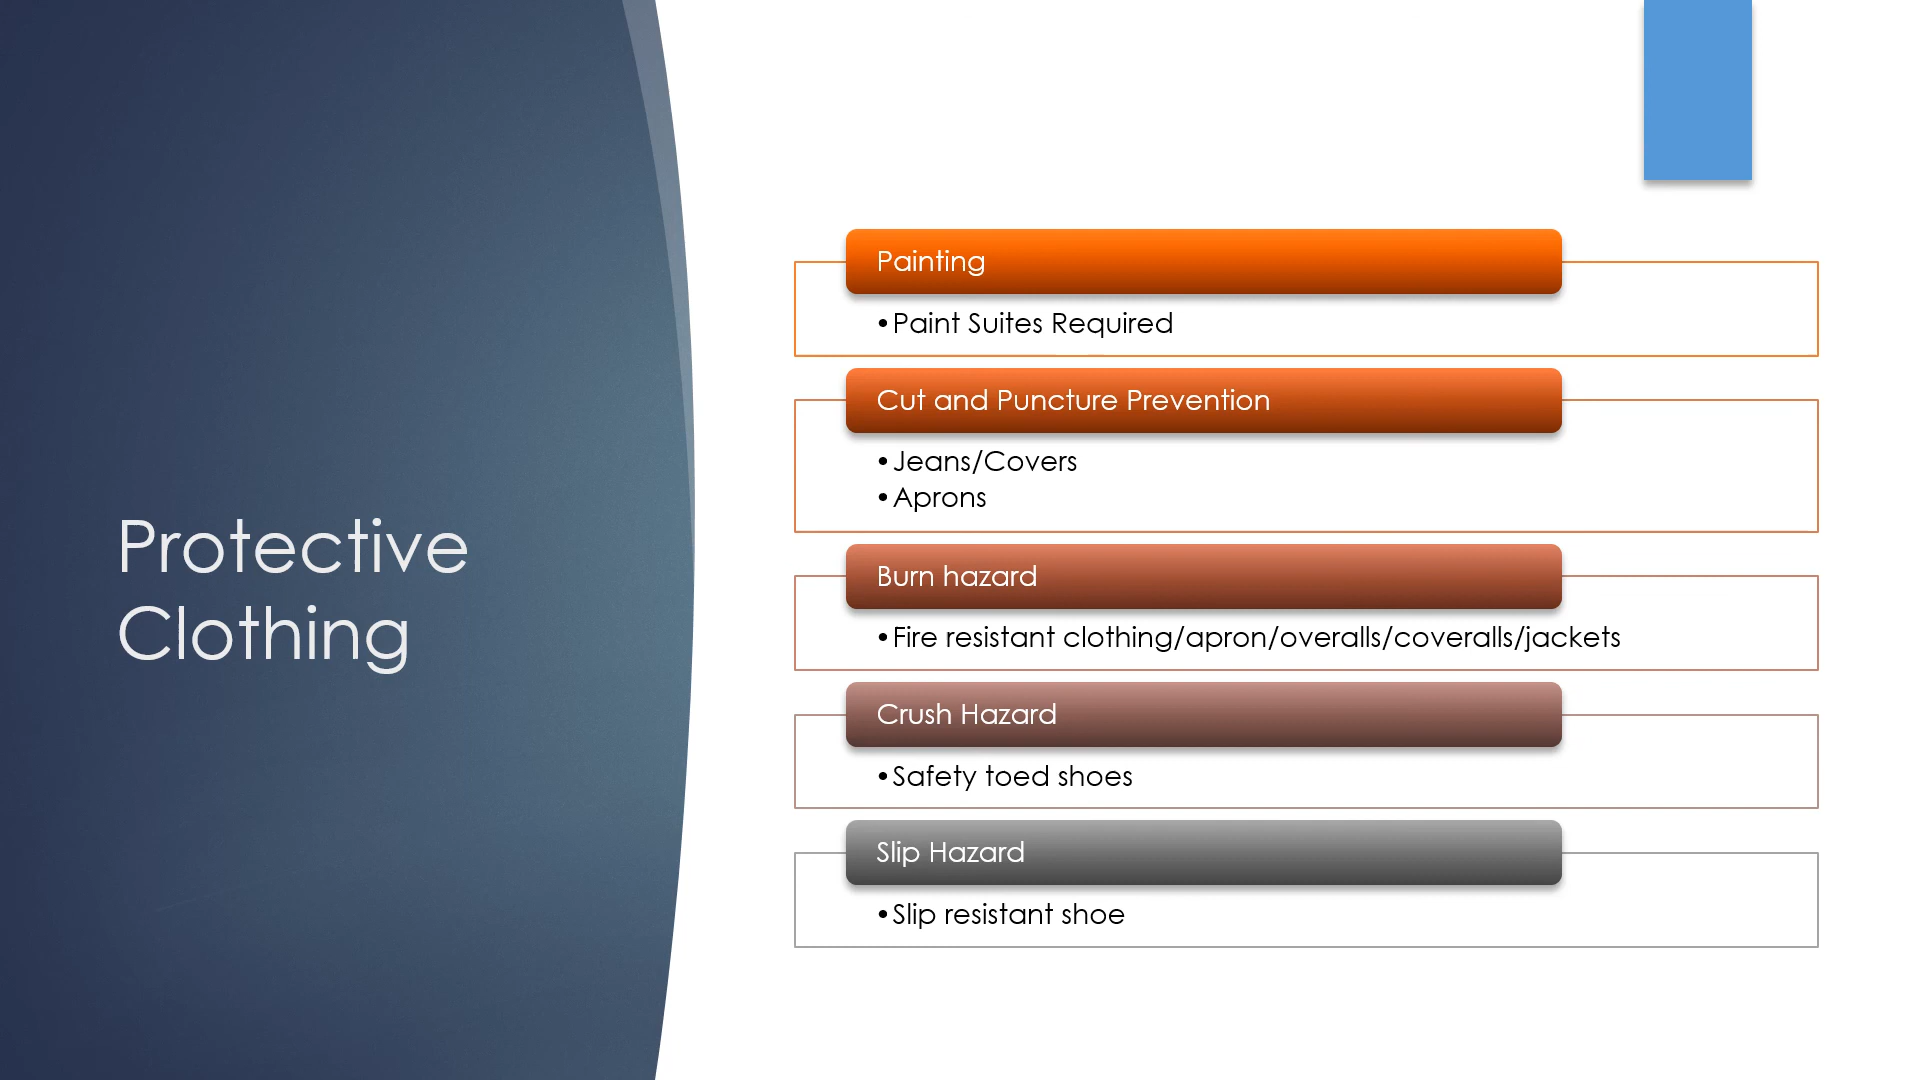 Protective
Clothing
Painting
•Paint Suites Required
Cut and Puncture Prevention
•Jeans/Covers
•Aprons
Burn hazard
•Fire resistant clothing/apron/overalls/coveralls/jackets
Crush Hazard
•Safety toed shoes
Slip Hazard
•Slip resistant shoe